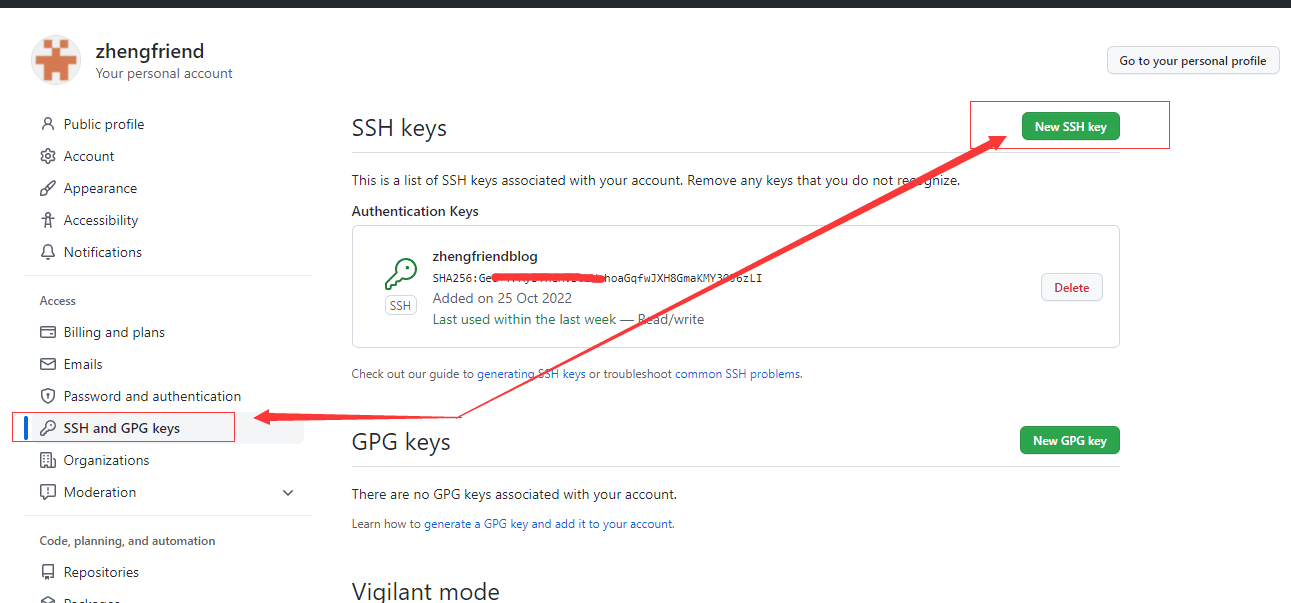 zhengfriend
Your personal account
Go to your personal profile
Public profile
Account
Appearance
Accessibility
Notifications
Access
Billing and plans
Emails
Password and authentication
SSH and GPG keys
Organizations
Moderation
Code, planning, and automation
Repositories
Packages
SSH keys
New SSH key
This is a list of SSH keys associated with your account. Remove any keys that you do not recognize.
Authentication Keys
zhengfriendblog
SSH
Added on 25 Oct 2022
Last used within the last week — Read/write
Delete
Check out our guide to generating SSH keys or troubleshoot common SSH problems.
GPG keys
New GPG key
There are no GPG keys associated with your account.
Learn how to generate a GPG key and add it to your account.
Vigilant mode